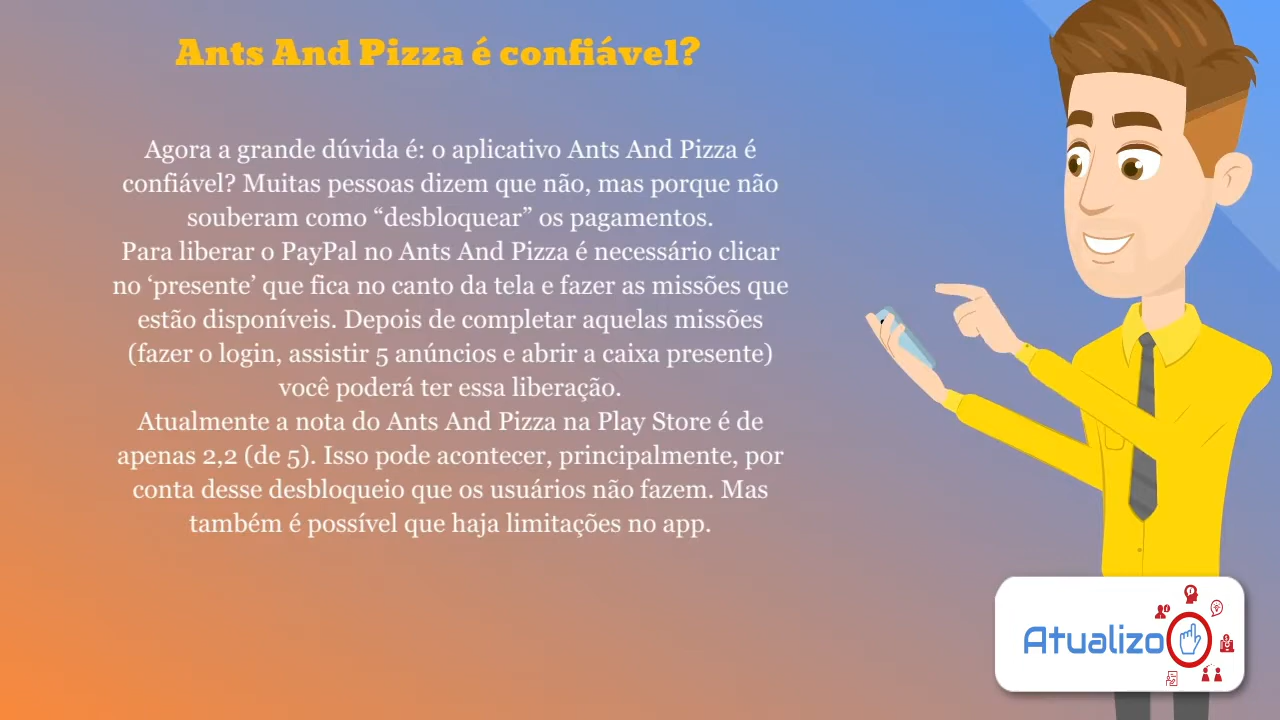 Ants And Pizza é confiável?
Agora a grande dúvida é: o aplicativo Ants And Pizza é
confiável? Muitas pessoas dizem que não, mas porque não
souberam como “desbloquear” os pagamentos.
Para liberar o PayPal no Ants And Pizza é necessário clicar
no ‘presente’ que fica no canto da tela e fazer as missões que
estão disponíveis. Depois de completar aquelas missões
(fazer o login, assistir 5 anúncios e abrir a caixa presente)
você poderá ter essa liberação.
Atualmente a nota do Ants And Pizza na Play Store é de
apenas 2,2 (de 5). Isso pode acontecer, principalmente, por
conta desse desbloqueio que os usuários não fazem. Mas
também é possível que haja limitações no app.
Atualizo